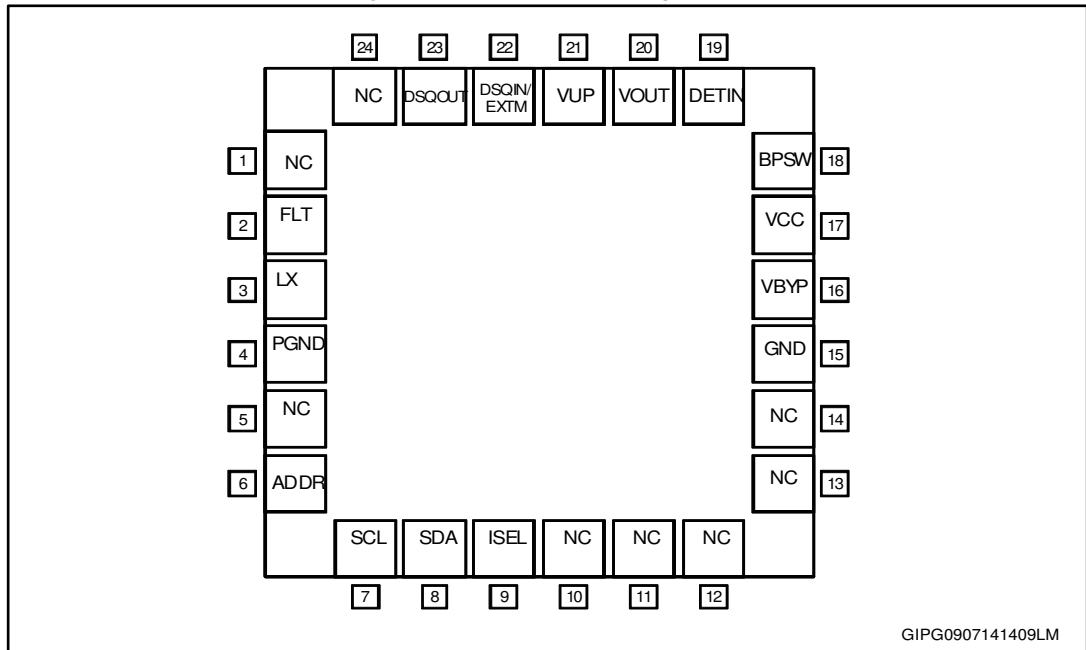 24 23 22 21 20 19
NC DSQOUT DSQIN/ VUP VOUT DETIN
EXTM
1 NC BPSW 18
2 FLT VCC 17
3 LX VBYP 16
4 PGND GND 15
5 NC NC 14
6 ADDR NC 13
SCL SDA ISEL NC NC NC
7 8 9 10 11 12
GIPG0907141409LM